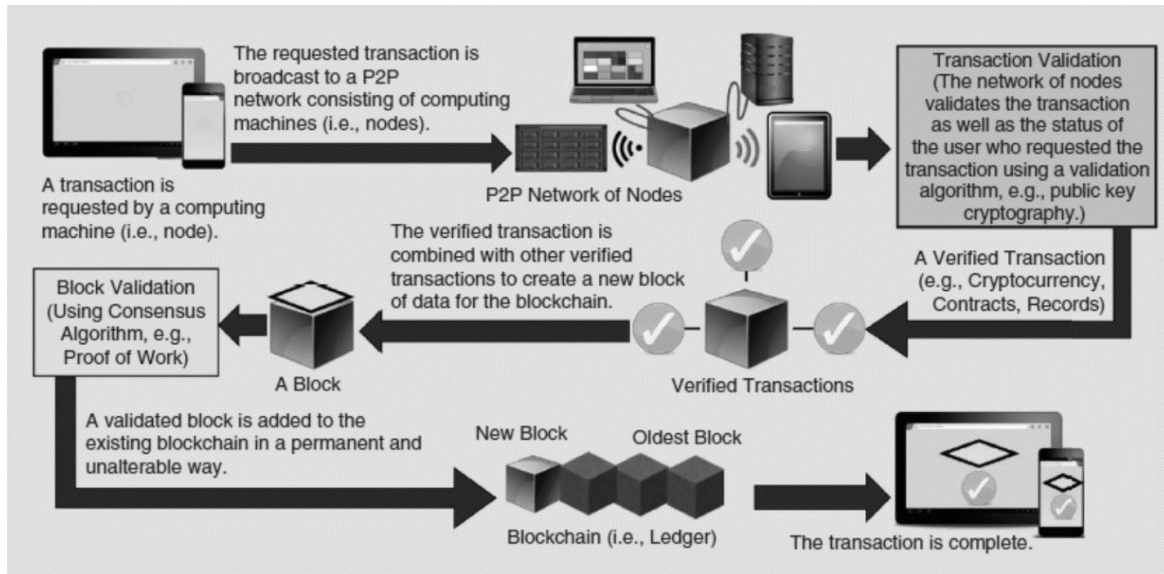 The requested transaction is
broadcast to a P2P
network consisting of computing
machines (i.e., nodes).
A transaction is
requested by a computing
machine (i.e., node).
P2P Network of Nodes
Transaction Validation
(The network of nodes
validates the transaction
as well as the status of
the user who requested the
transaction using a validation
algorithm, e.g., public key
cryptography.)
A Verified Transaction
(e.g., Cryptocurrency,
Contracts, Records)
Verified Transactions
The verified transaction is
combined with other verified
transactions to create a new block
of data for the blockchain.
A Block
Block Validation
(Using Consensus
Algorithm, e.g.,
Proof of Work)
A validated block is added to the
existing blockchain in a permanent and
unalterable way.
New Block
Oldest Block
Blockchain (i.e., Ledger)
The transaction is complete.